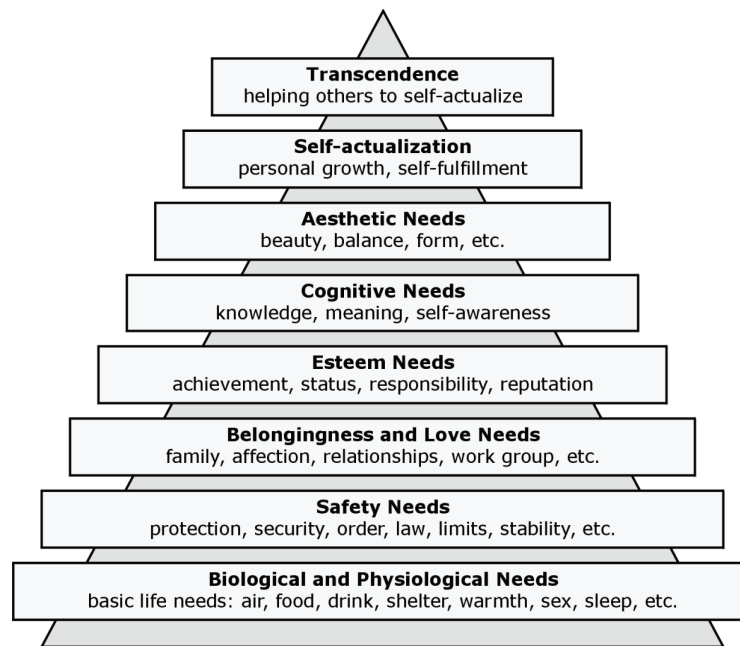 Transcendence
helping others to self-actualize
Self-actualization
personal growth, self-fulfillment
Aesthetic Needs
beauty, balance, form, etc.
Cognitive Needs
knowledge, meaning, self-awareness
Esteem Needs
achievement, status, responsibility, reputation
Belongingness and Love Needs
family, affection, relationships, work group, etc.
Safety Needs
protection, security, order, law, limits, stability, etc.
Biological and Physiological Needs
basic life needs: air, food, drink, shelter, warmth, sex, sleep, etc.